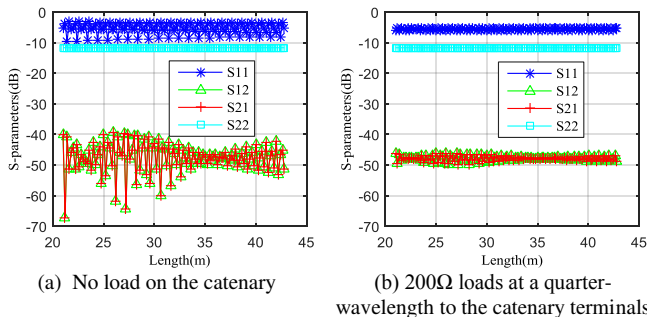 0
-10
-20
-30
-40
-50
-60
-70
S-parameters(dB)
20 25 30 35 40 45
Length(m)
S11
S12
S21
S22
(a) No load on the catenary
0
-10
-20
-30
-40
-50
-60
-70
S-parameters(dB)
20 25 30 35 40 45
Length(m)
S11
S12
S21
S22
(b) 200Ω loads at a quarter-
wavelength to the catenary terminals